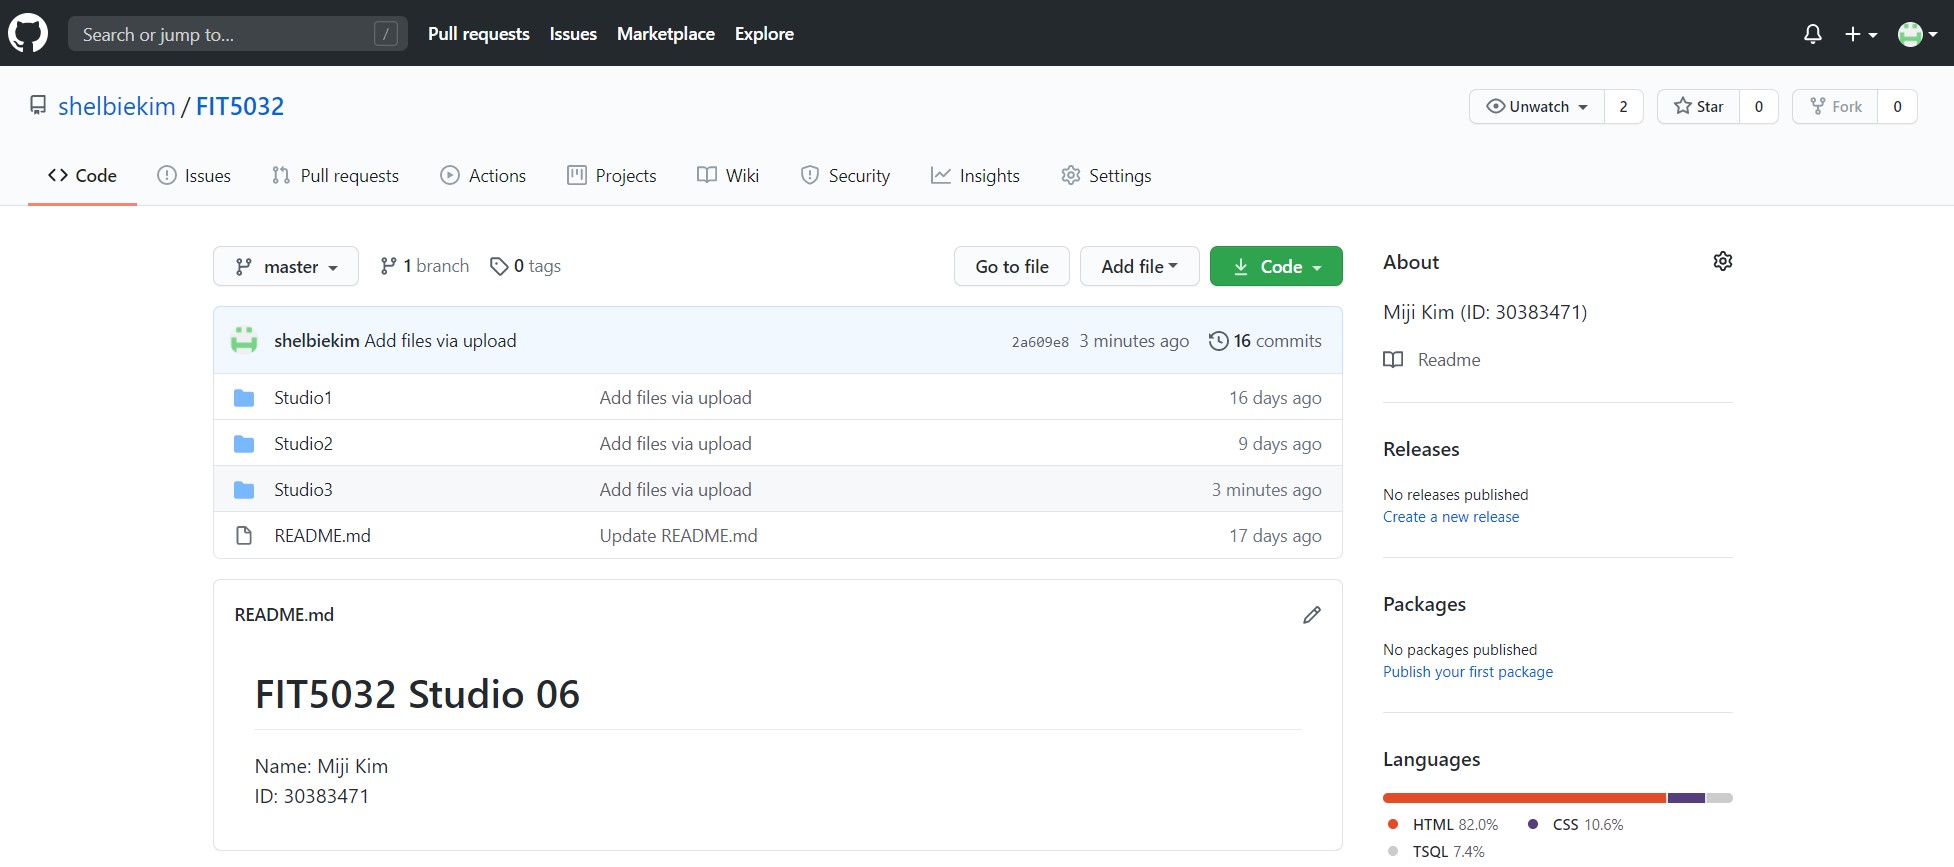 Search or jump to... / Pull requests Issues Marketplace Explore
shelbiekim / FIT5032 Unwatch 2 Star 0 Fork 0
Code Issues Pull requests Actions Projects Wiki Security Insights Settings
master 1 branch 0 tags Go to file Add file Code
shelbiekim Add files via upload 2a609e8 3 minutes ago 16 commits
Studio1 Add files via upload 16 days ago
Studio2 Add files via upload 9 days ago
Studio3 Add files via upload 3 minutes ago
README.md Update README.md 17 days ago
README.md
FIT5032 Studio 06
Name: Miji Kim
ID: 30383471
About
Miji Kim (ID: 30383471)
Readme
Releases
No releases published
Create a new release
Packages
No packages published
Publish your first package
Languages
HTML 82.0% CSS 10.6%
TSQL 7.4%